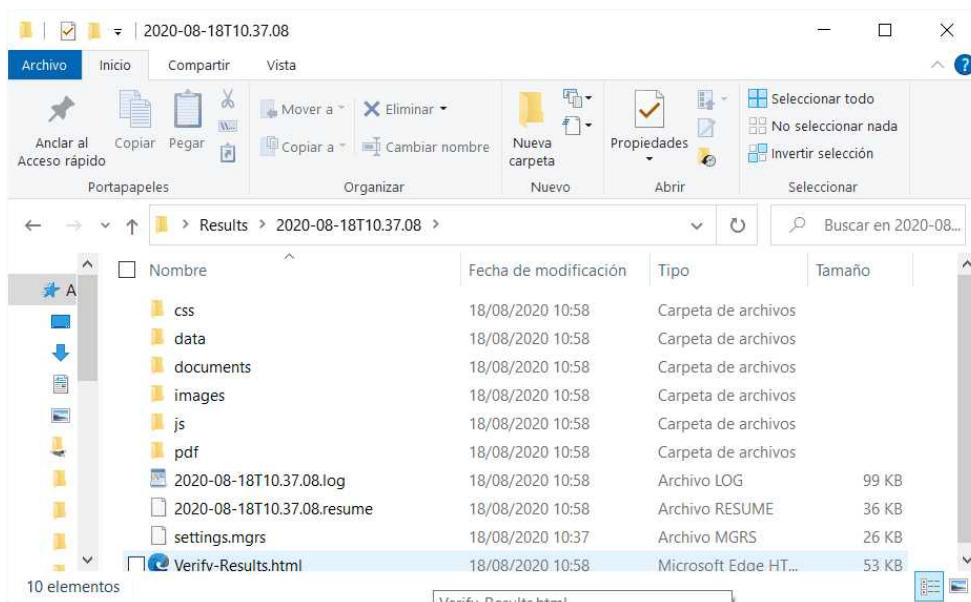 2020-08-18T10.37.08
Archivo Inicio Compartir Vista
Anclar al Acceso rápido
Copiar
Pegar
Mover a
Copiar a
Eliminar
Cambiar nombre
Nueva carpeta
Propiedades
Seleccionar todo
No seleccionar nada
Invertir selección
Portapapeles Organizar Nuevo Abrir Seleccionar
Results > 2020-08-18T10.37.08 >
Buscar en 2020-08...
Nombre Fecha de modificación Tipo Tamaño
A
css 18/08/2020 10:58 Carpeta de archivos
data 18/08/2020 10:58 Carpeta de archivos
documents 18/08/2020 10:58 Carpeta de archivos
images 18/08/2020 10:58 Carpeta de archivos
js 18/08/2020 10:58 Carpeta de archivos
pdf 18/08/2020 10:58 Carpeta de archivos
2020-08-18T10.37.08.log 18/08/2020 10:58 Archivo LOG 99 KB
2020-08-18T10.37.08.resume 18/08/2020 10:58 Archivo RESUME 36 KB
settings.mgrs 18/08/2020 10:37 Archivo MGRS 26 KB
Verify-Results.html 18/08/2020 10:58 Microsoft Edge HT... 53 KB
10 elementos
Verify-Results.html